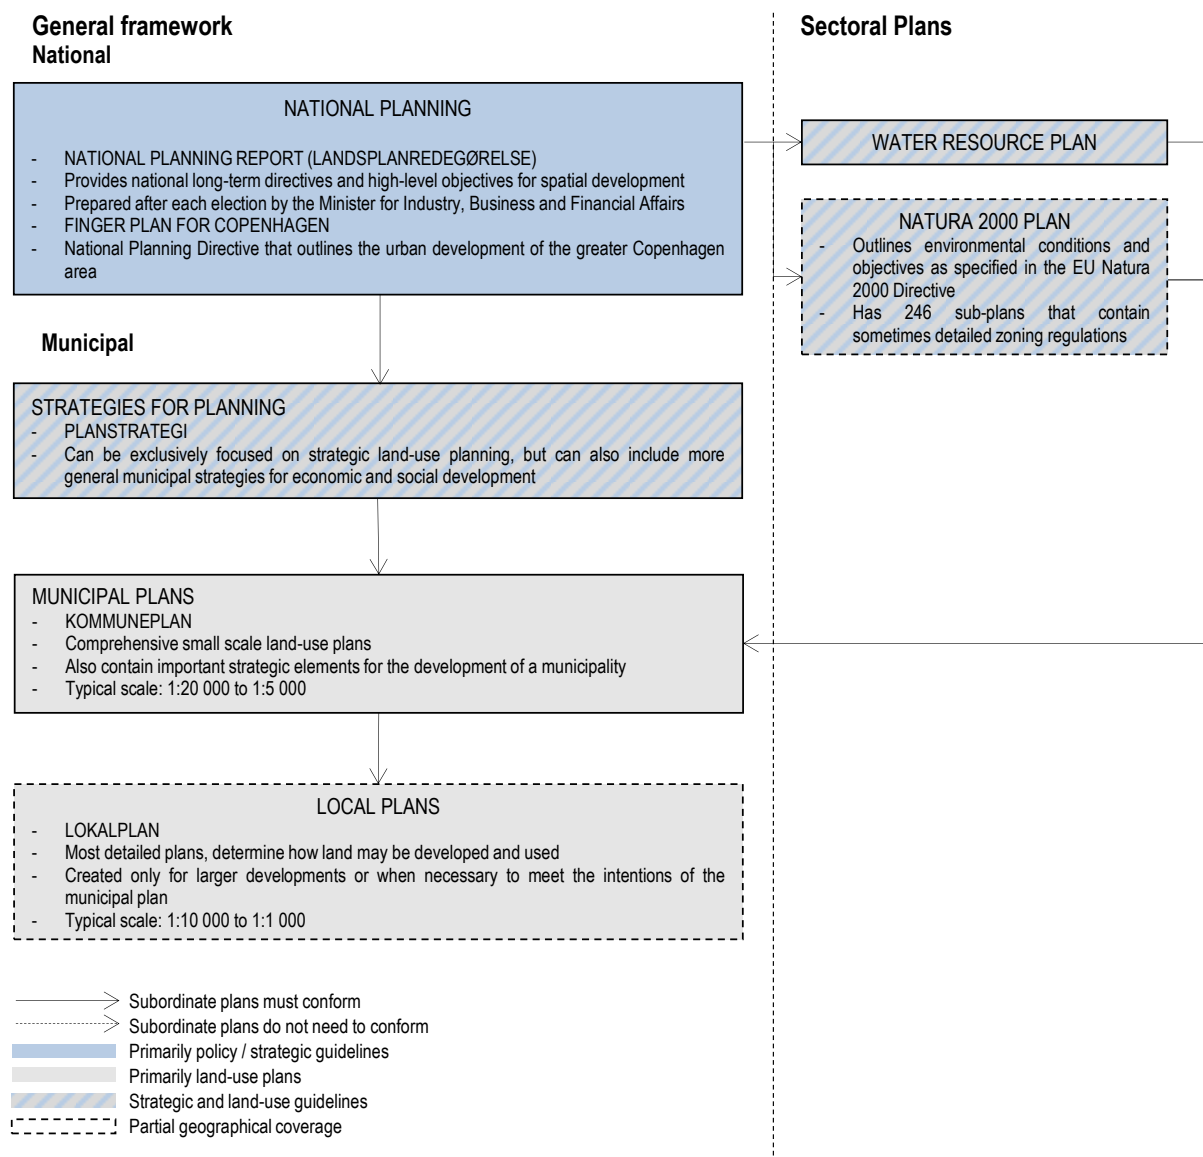 General framework
National
NATIONAL PLANNING
- NATIONAL PLANNING REPORT (LANDSPLANREDEGØRELSE)
- Provides national long-term directives and high-level objectives for spatial development
- Prepared after each election by the Minister for Industry, Business and Financial Affairs
- FINGER PLAN FOR COPENHAGEN
- National Planning Directive that outlines the urban development of the greater Copenhagen
area
Municipal
STRATEGIES FOR PLANNING
- PLANSTRATEGI
- Can be exclusively focused on strategic land-use planning, but can also include more
general municipal strategies for economic and social development
MUNICIPAL PLANS
- KOMMUNEPLAN
- Comprehensive small scale land-use plans
- Also contain important strategic elements for the development of a municipality
- Typical scale: 1:20 000 to 1:5 000
LOCAL PLANS
- LOKALPLAN
- Most detailed plans, determine how land may be developed and used
- Created only for larger developments or when necessary to meet the intentions of the
municipal plan
- Typical scale: 1:10 000 to 1:1 000
Sectoral Plans
WATER RESOURCE PLAN
NATURA 2000 PLAN
- Outlines environmental conditions and
objectives as specified in the EU Natura
2000 Directive
- Has 246 sub-plans that contain
sometimes detailed zoning regulations
Subordinate plans must conform
Subordinate plans do not need to conform
Primarily policy / strategic guidelines
Primarily land-use plans
Strategic and land-use guidelines
Partial geographical coverage